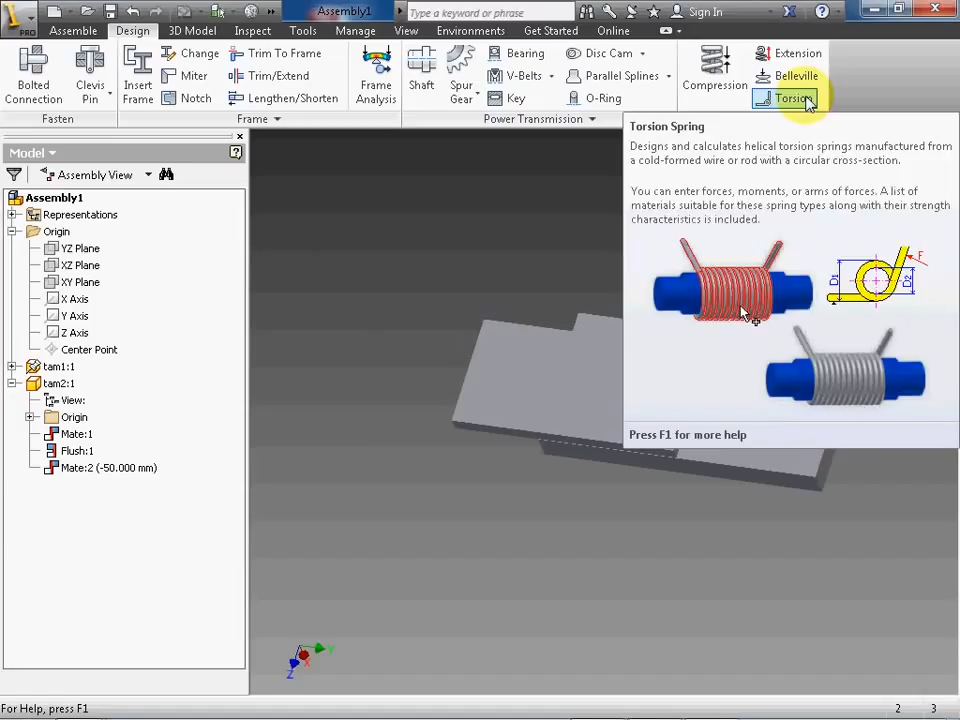 PRO
Assembly1
Type a keyword or phrase
Sign In
Assembly
Design
3D Model
Inspect
Tools
Manage
View
Environments
Get Started
Online
Bolted Connection
Clevis Pin
Insert Frame
Change
Miter
Notch
Trim To Frame
Trim/Extend
Lengthen/Shorten
Frame Analysis
Shaft
Spur Gear
Bearing
V-Belts
Key
Disc Cam
Parallel Splines
O-Ring
Compression
Extension
Belleville
Torsion
Fasten
Frame
Power Transmission
Model
Assembly View
Assembly1
Representations
Origin
YZ Plane
XZ Plane
XY Plane
X Axis
Y Axis
Z Axis
Center Point
tam1:1
tam2:1
View:
Origin
Mate:1
Flush:1
Mate:2 (-50.000 mm)
Torsion Spring
Designs and calculates helical torsion springs manufactured from
a cold-formed wire or rod with a circular cross-section.
You can enter forces, moments, or arms of forces. A list of
materials suitable for these spring types along with their strength
characteristics is included.
F
D1
D2
Press F1 for more help
Y
X
Z
For Help, press F1
2
3